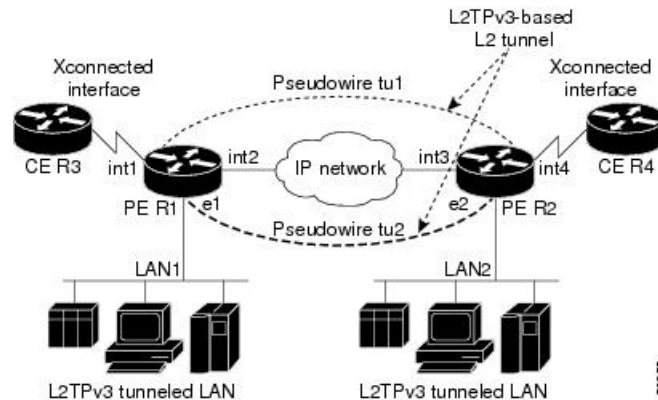 L2TPv3-based
L2 tunnel
Xconnected
interface
Pseudowire tu1
Xconnected
interface
CE R3
int1
int2
IP network
int3
int4
CE R4
PE R1
e1
e2
PE R2
Pseudowire tu2
LAN1
LAN2
L2TPv3 tunneled LAN
L2TPv3 tunneled LAN